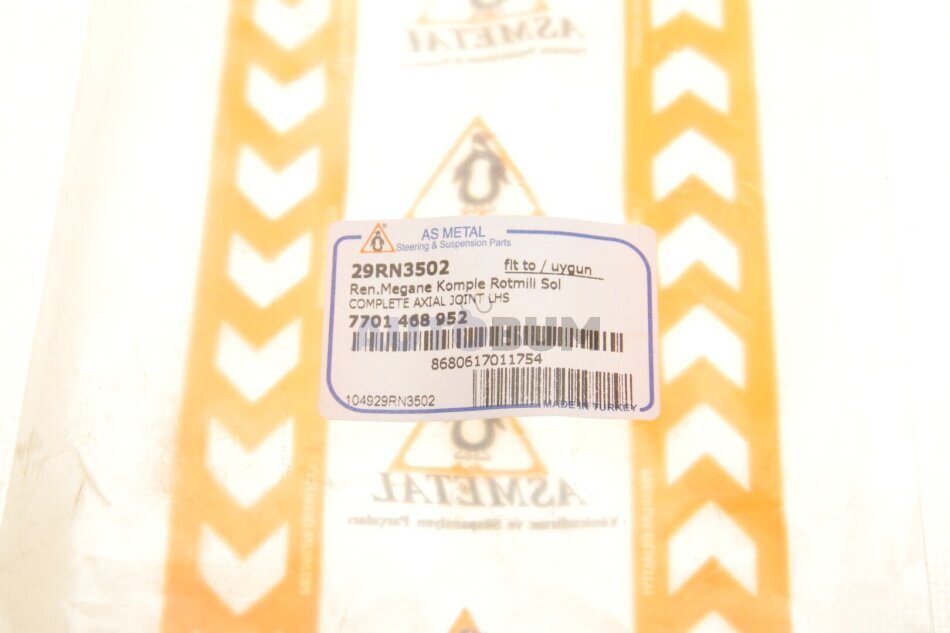 ASMETAL
AS METAL
Steering & Suspension Parts
29RN3502 fit to / uygun
Ren.Megane Komple Rotmili Sol
COMPLETE AXIAL JOINT LHS
7701 468 952
8680617011754
104929RN3502
MADE IN TURKEY
ASMETAL
Yönlendirme ve Süspansiyon Parçaları